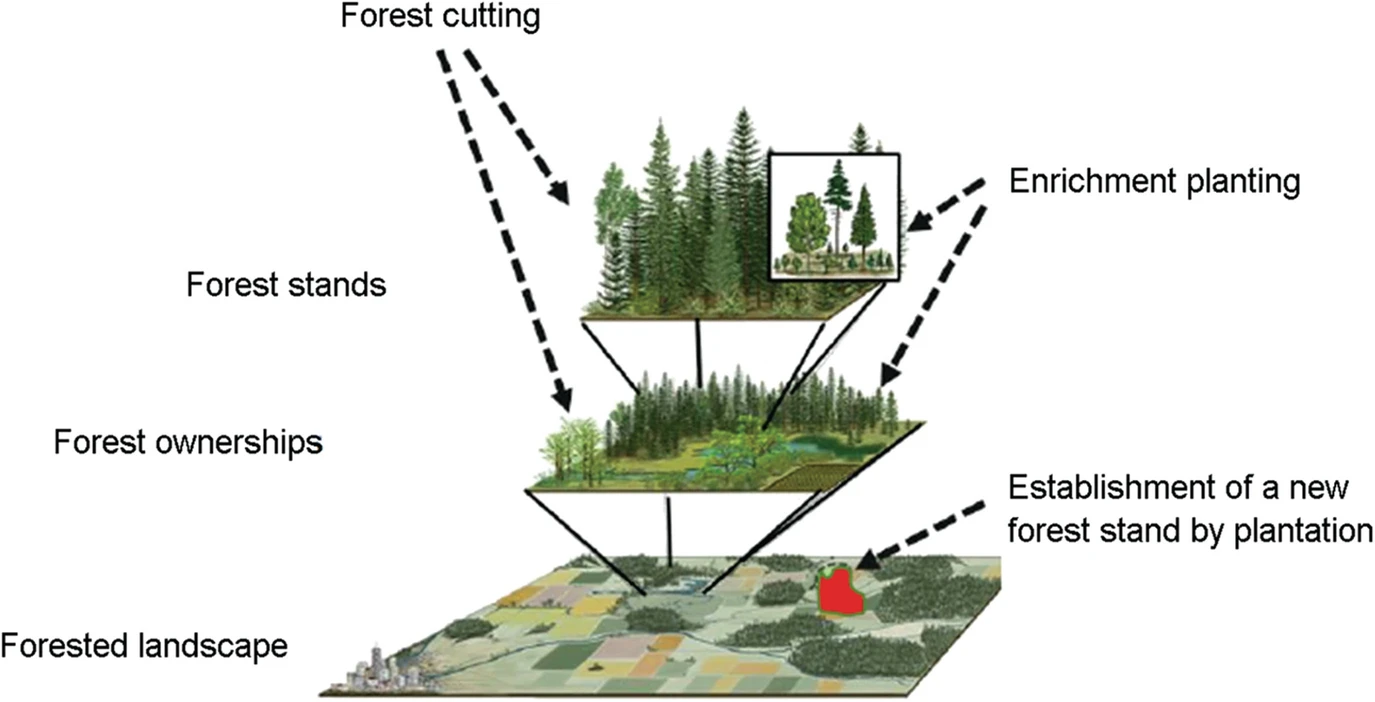 Forest cutting
Enrichment planting
Forest stands
Forest ownerships
Establishment of a new
forest stand by plantation
Forested landscape